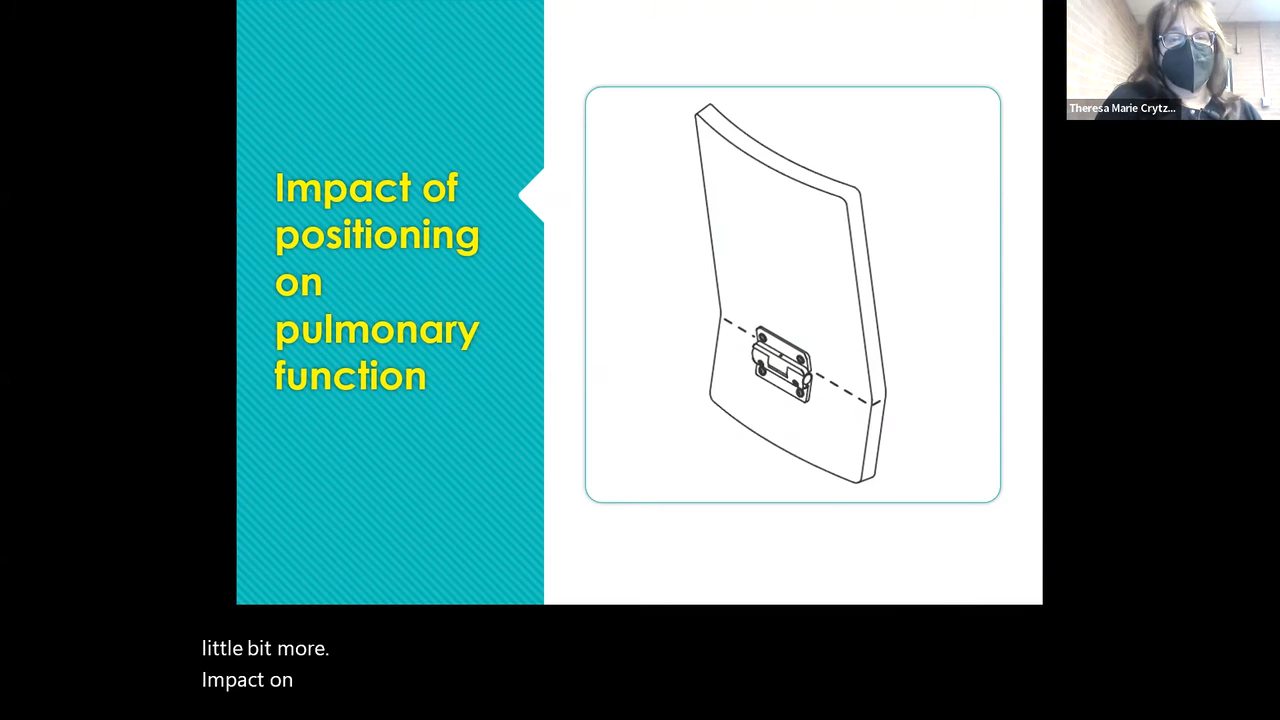 Impact of
positioning
on
pulmonary
function
Theresa Marie Crytz...
little bit more.
Impact on